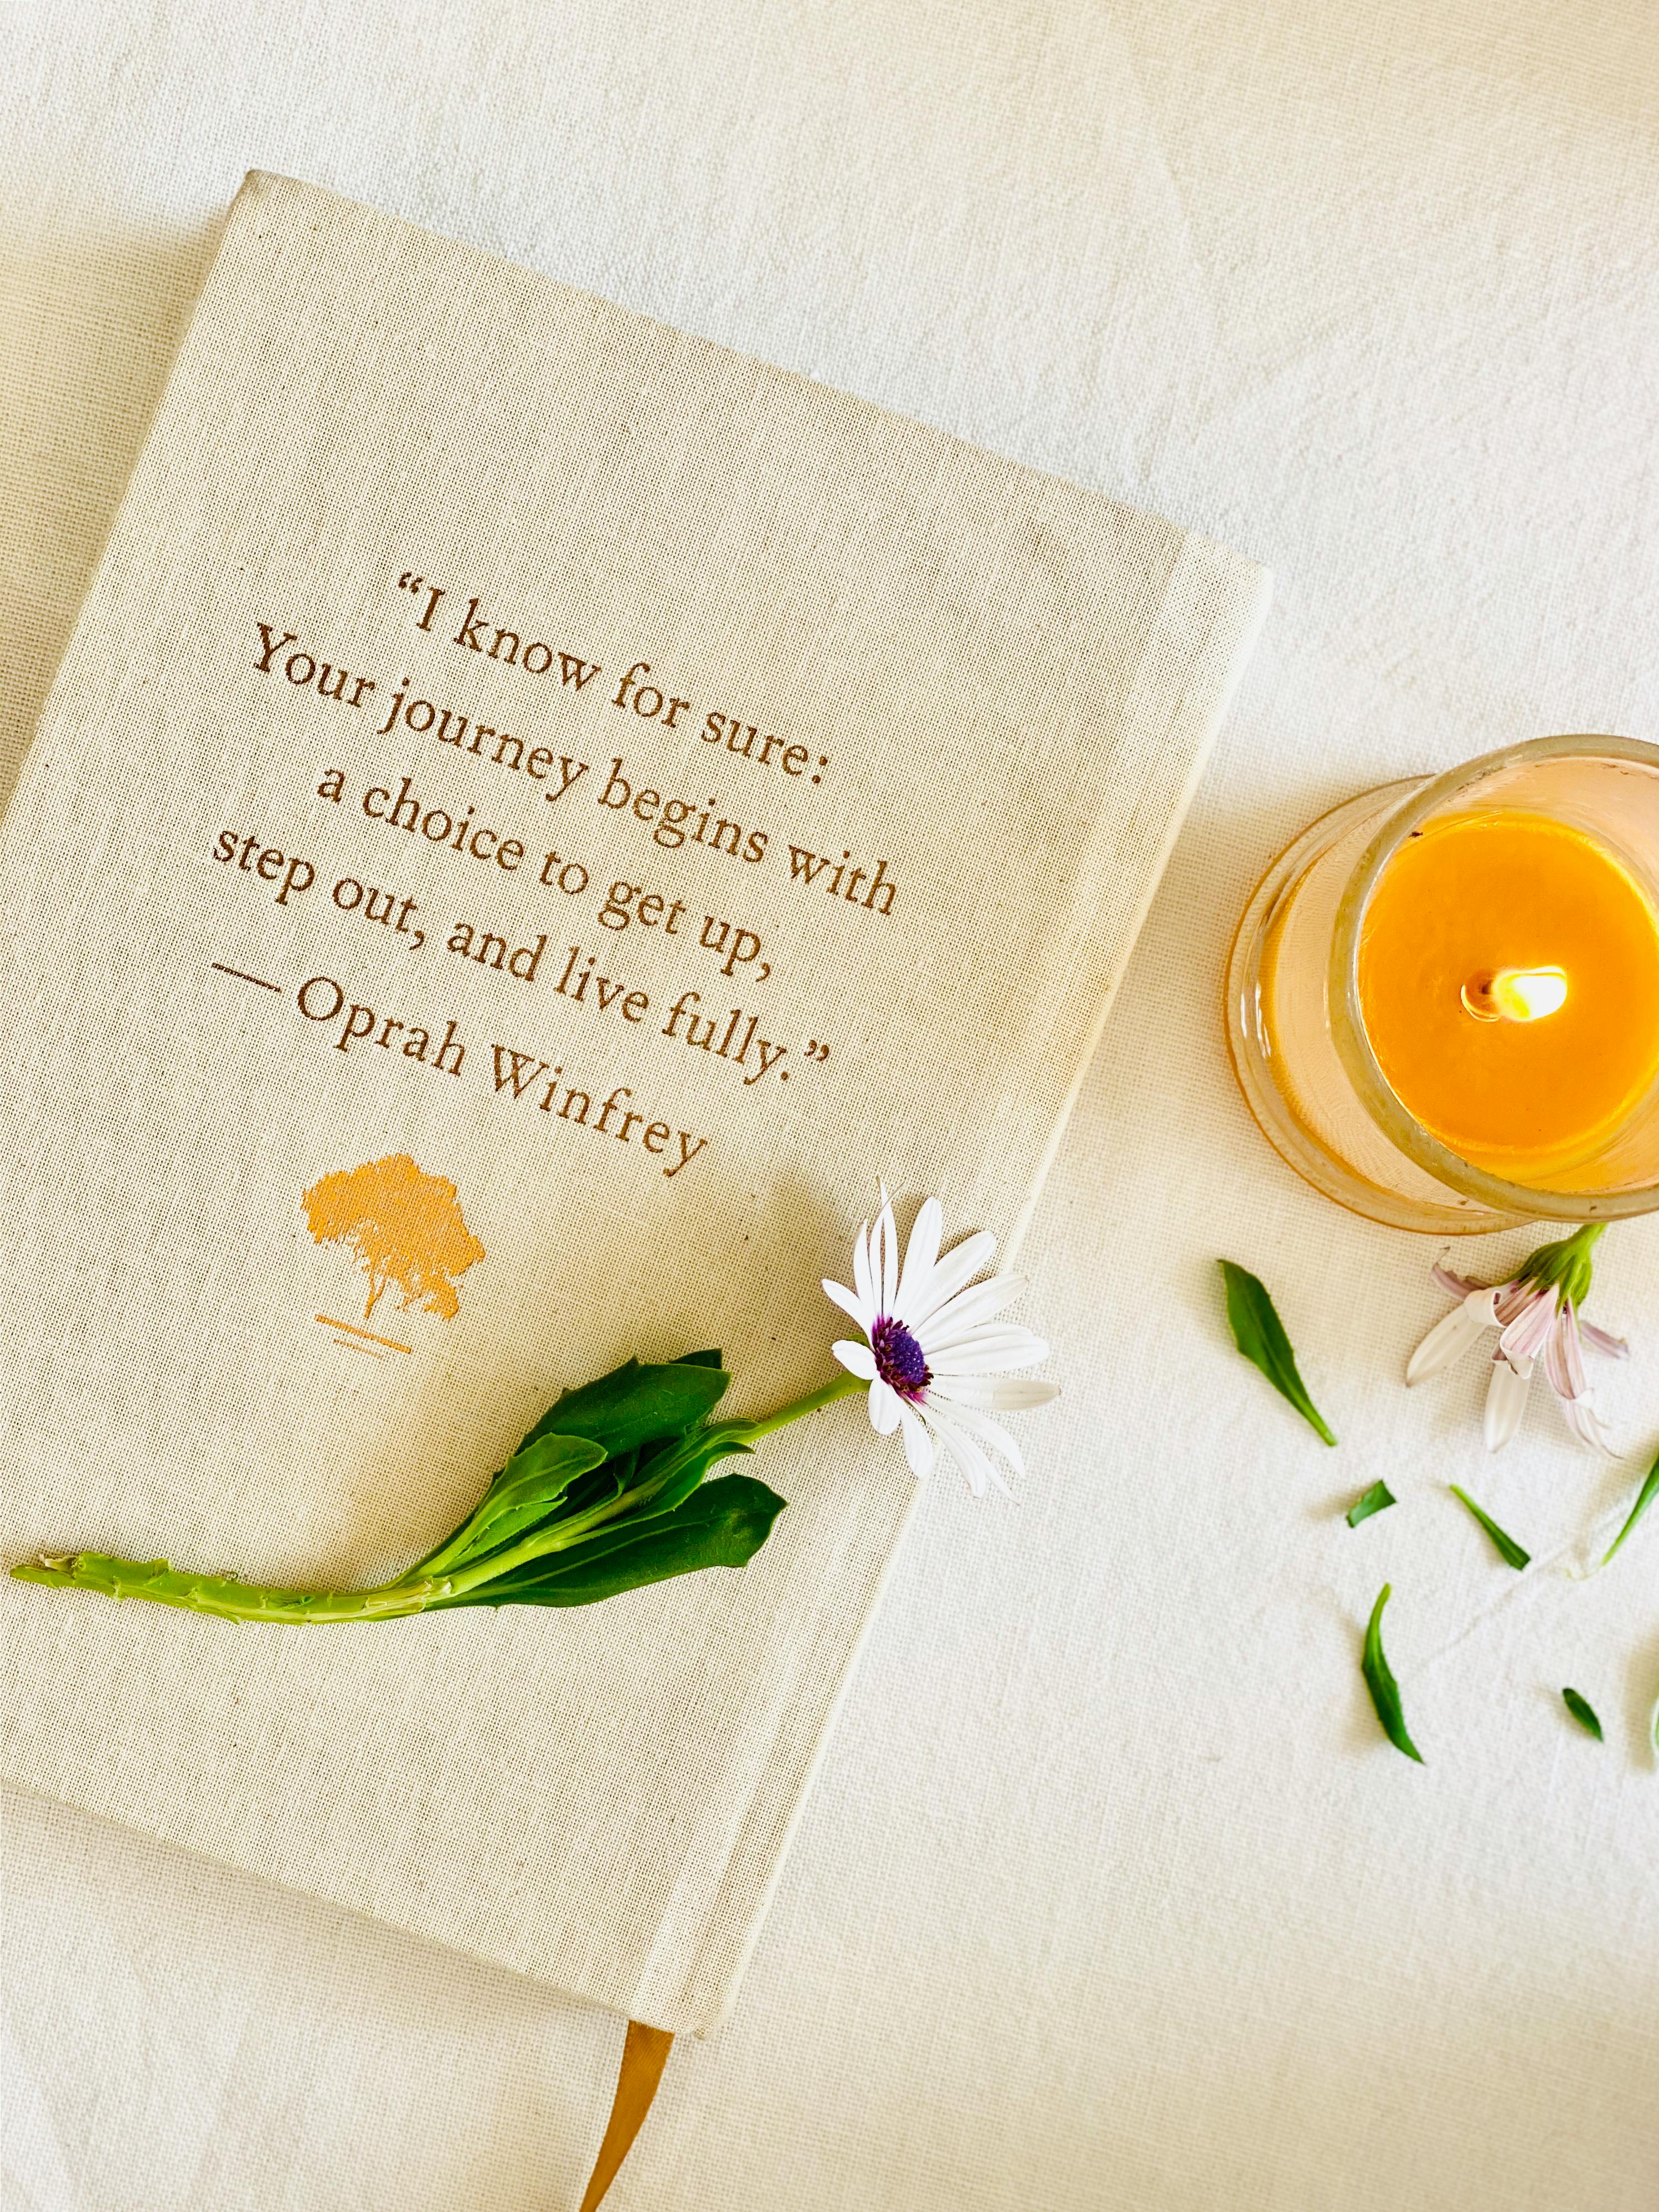 “I know for sure:
Your journey begins with
a choice to get up,
step out, and live fully.”
— Oprah Winfrey